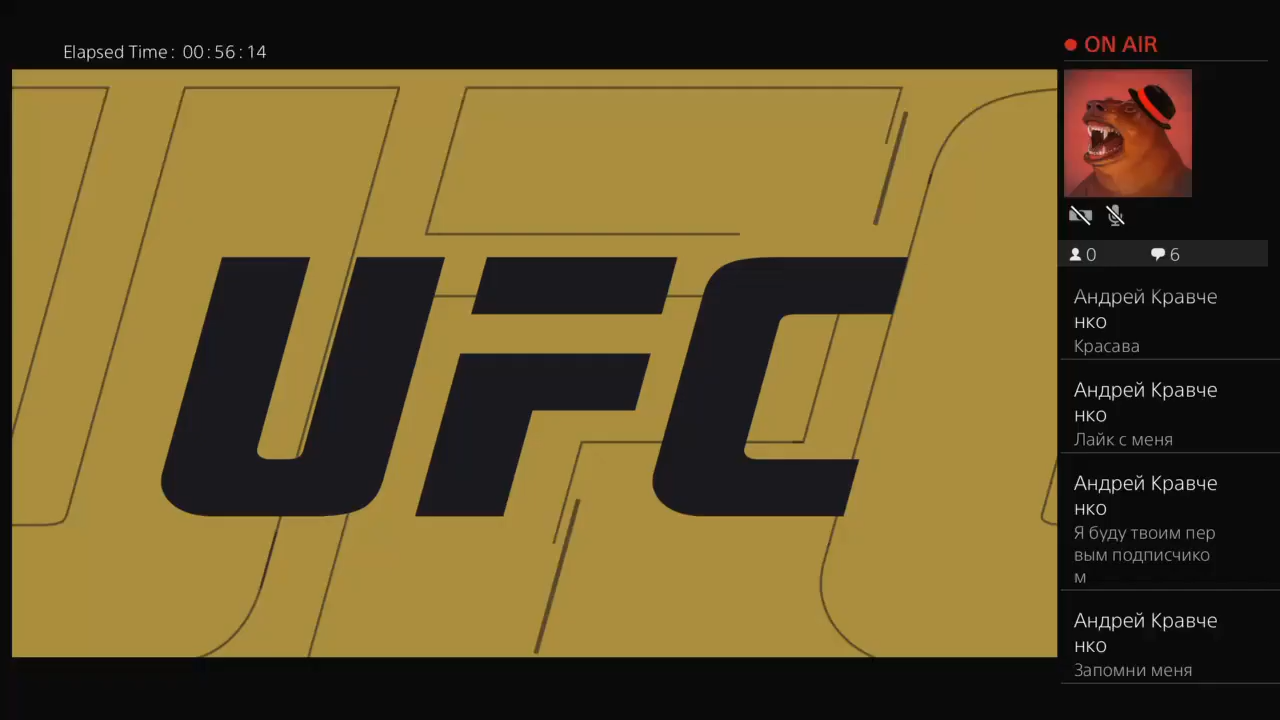 Elapsed Time: 00:56:14
ON AIR
UFC
0
6
Андрей Кравче
нко
Красава
Андрей Кравче
нко
Лайк с меня
Андрей Кравче
нко
Я буду твоим пер
вым подписчико
м
Андрей Кравче
нко
Запомни меня